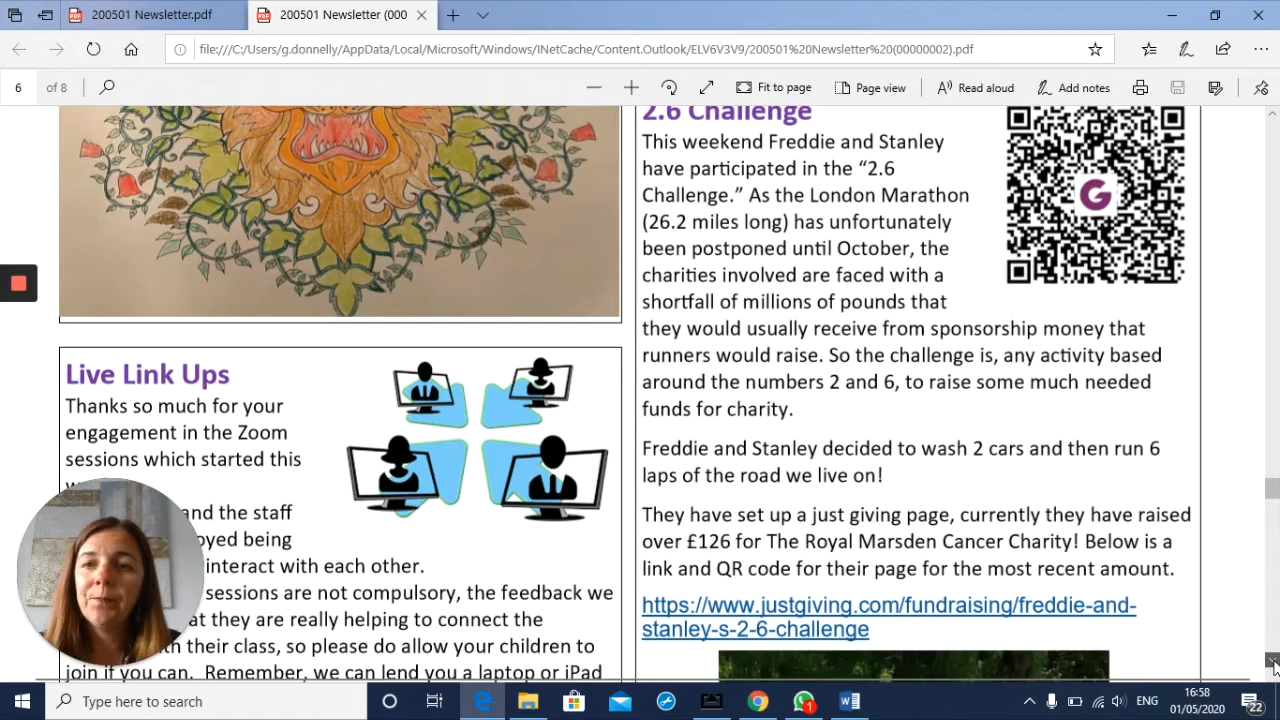 200501 Newsletter.pdf
200501 Newsletter (000
file:///C:/Users/g.donnelly/AppData/Local/Microsoft/Windows/INetCache/Content.Outlook/ELV6V3V9/200501%20Newsletter%20(00000002).pdf
6 of 8
Fit to page
Page view
Read aloud
Add notes
Live Link Ups
Thanks so much for your
engagement in the Zoom
sessions which started this
and the staff
oyed being
interact with each other.
sessions are not compulsory, the feedback we
at they are really helping to connect the
th their class, so please do allow your children to
join if you can. Remember, we can lend you a laptop or iPad
2.6 Challenge
This weekend Freddie and Stanley
have participated in the “2.6
Challenge.” As the London Marathon
(26.2 miles long) has unfortunately
been postponed until October, the
charities involved are faced with a
shortfall of millions of pounds that
they would usually receive from sponsorship money that
runners would raise. So the challenge is, any activity based
around the numbers 2 and 6, to raise some much needed
funds for charity.
Freddie and Stanley decided to wash 2 cars and then run 6
laps of the road we live on!
They have set up a just giving page, currently they have raised
over £126 for The Royal Marsden Cancer Charity! Below is a
link and QR code for their page for the most recent amount.
https://www.justgiving.com/fundraising/freddie-and-
stanley-s-2-6-challenge
G
Type here to search
1
ENG
16:58
01/05/2020
22